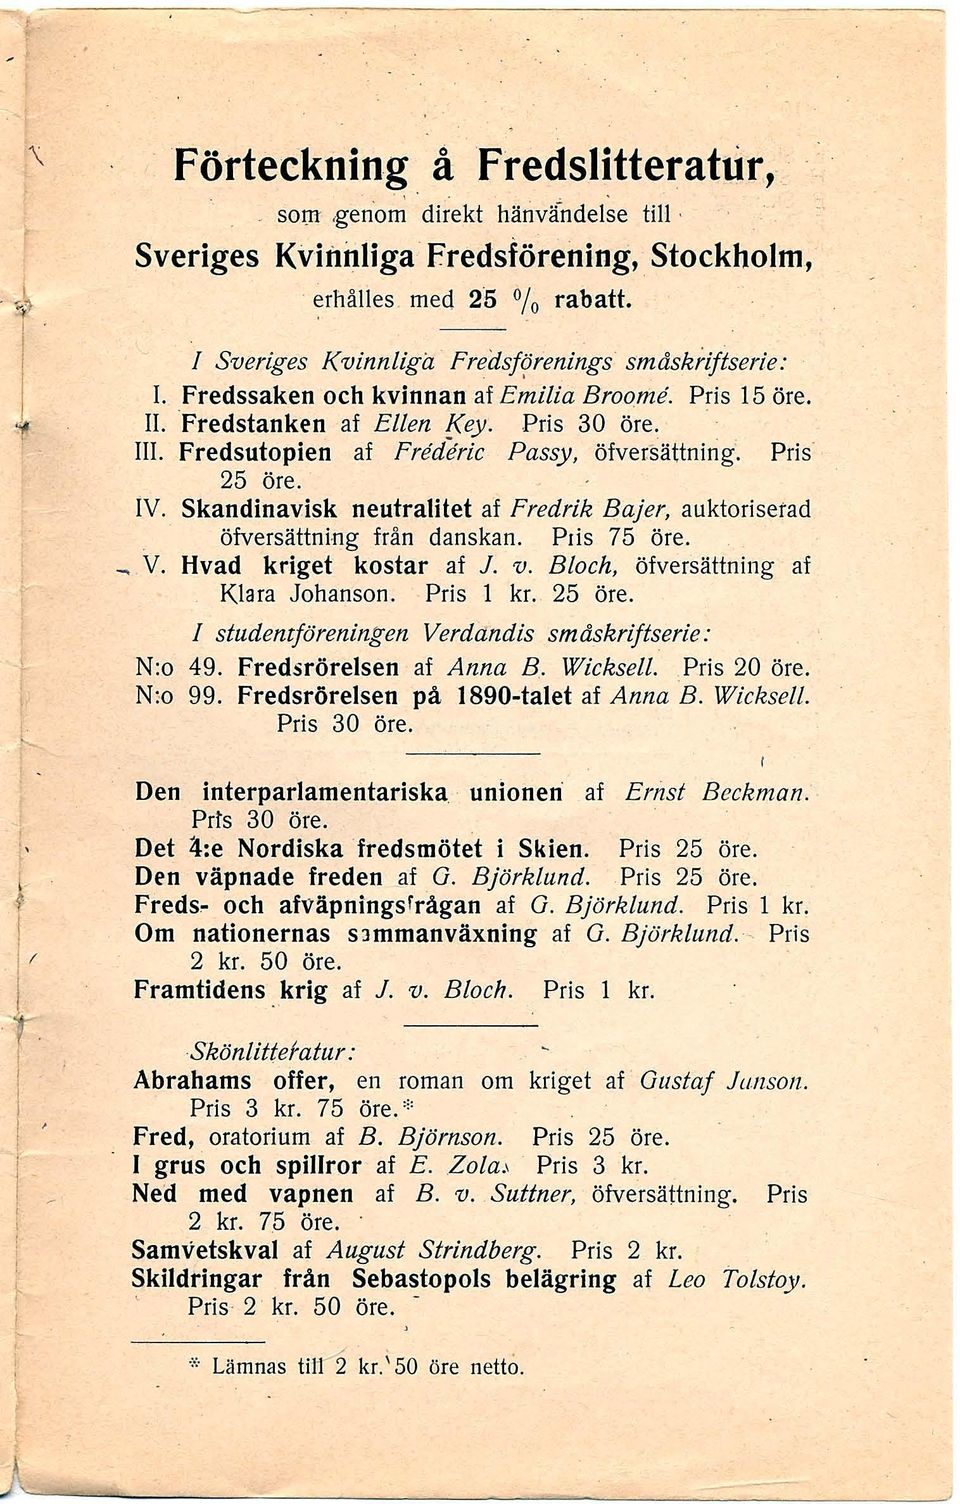 Förteckning å Fredslitteratur,
som genom direkt hänvändelse till
Sveriges Kvinnliga Fredsförening, Stockholm,
erhålles med 25 % rabatt.
I Sveriges Kvinnliga Fredsförenings småskriftserie:
I. Fredssaken och kvinnan af Emilia Broomé. Pris 15 öre.
II. Fredstanken af Ellen Key. Pris 30 öre.
III. Fredsutopien af Frédéric Passy, öfversättning. Pris
25 öre.
IV. Skandinavisk neutralitet af Fredrik Bajer, auktoriserad
öfversättning från danskan. Pris 75 öre.
V. Hvad kriget kostar af J. v. Bloch, öfversättning af
Klara Johanson. Pris 1 kr. 25 öre.
I studentföreningen Verdandis småskriftserie:
N:o 49. Fredsrörelsen af Anna B. Wicksell. Pris 20 öre.
N:o 99. Fredsrörelsen på 1890-talet af Anna B. Wicksell.
Pris 30 öre.
Den interparlamentariska unionen af Ernst Beckman.
Pris 30 öre.
Det 4:e Nordiska fredsmötet i Skien. Pris 25 öre.
Den väpnade freden af G. Björklund. Pris 25 öre.
Freds- och afväpningsfrågan af G. Björklund. Pris 1 kr.
Om nationernas sammanväxning af G. Björklund. Pris
2 kr. 50 öre.
Framtidens krig af J. v. Bloch. Pris 1 kr.
Skönlitteratur:
Abrahams offer, en roman om kriget af Gustaf Janson.
Pris 3 kr. 75 öre.*
Fred, oratorium af B. Björnson. Pris 25 öre.
I grus och spillror af E. Zola. Pris 3 kr.
Ned med vapnen af B. v. Suttner, öfversättning. Pris
2 kr. 75 öre.
Samvetskval af August Strindberg. Pris 2 kr.
Skildringar från Sebastopols belägring af Leo Tolstoy.
Pris 2 kr. 50 öre.
* Lämnas till 2 kr. 50 öre netto.